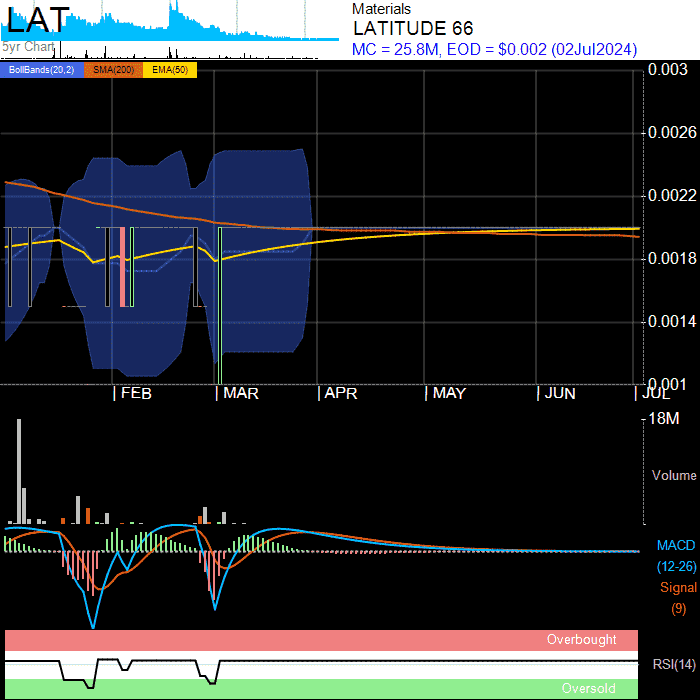 LAT
5yr Chart
Materials
LATITUDE 66
MC = 25.8M, EOD = $0.002 (02Jul2024)
BollBands(20,2) SMA(200) EMA(50)
0.003
0.0026
0.0022
0.0018
0.0014
0.001
FEB MAR APR MAY JUN JUL
18M
Volume
MACD
(12-26)
Signal
(9)
Overbought
RSI(14)
Oversold